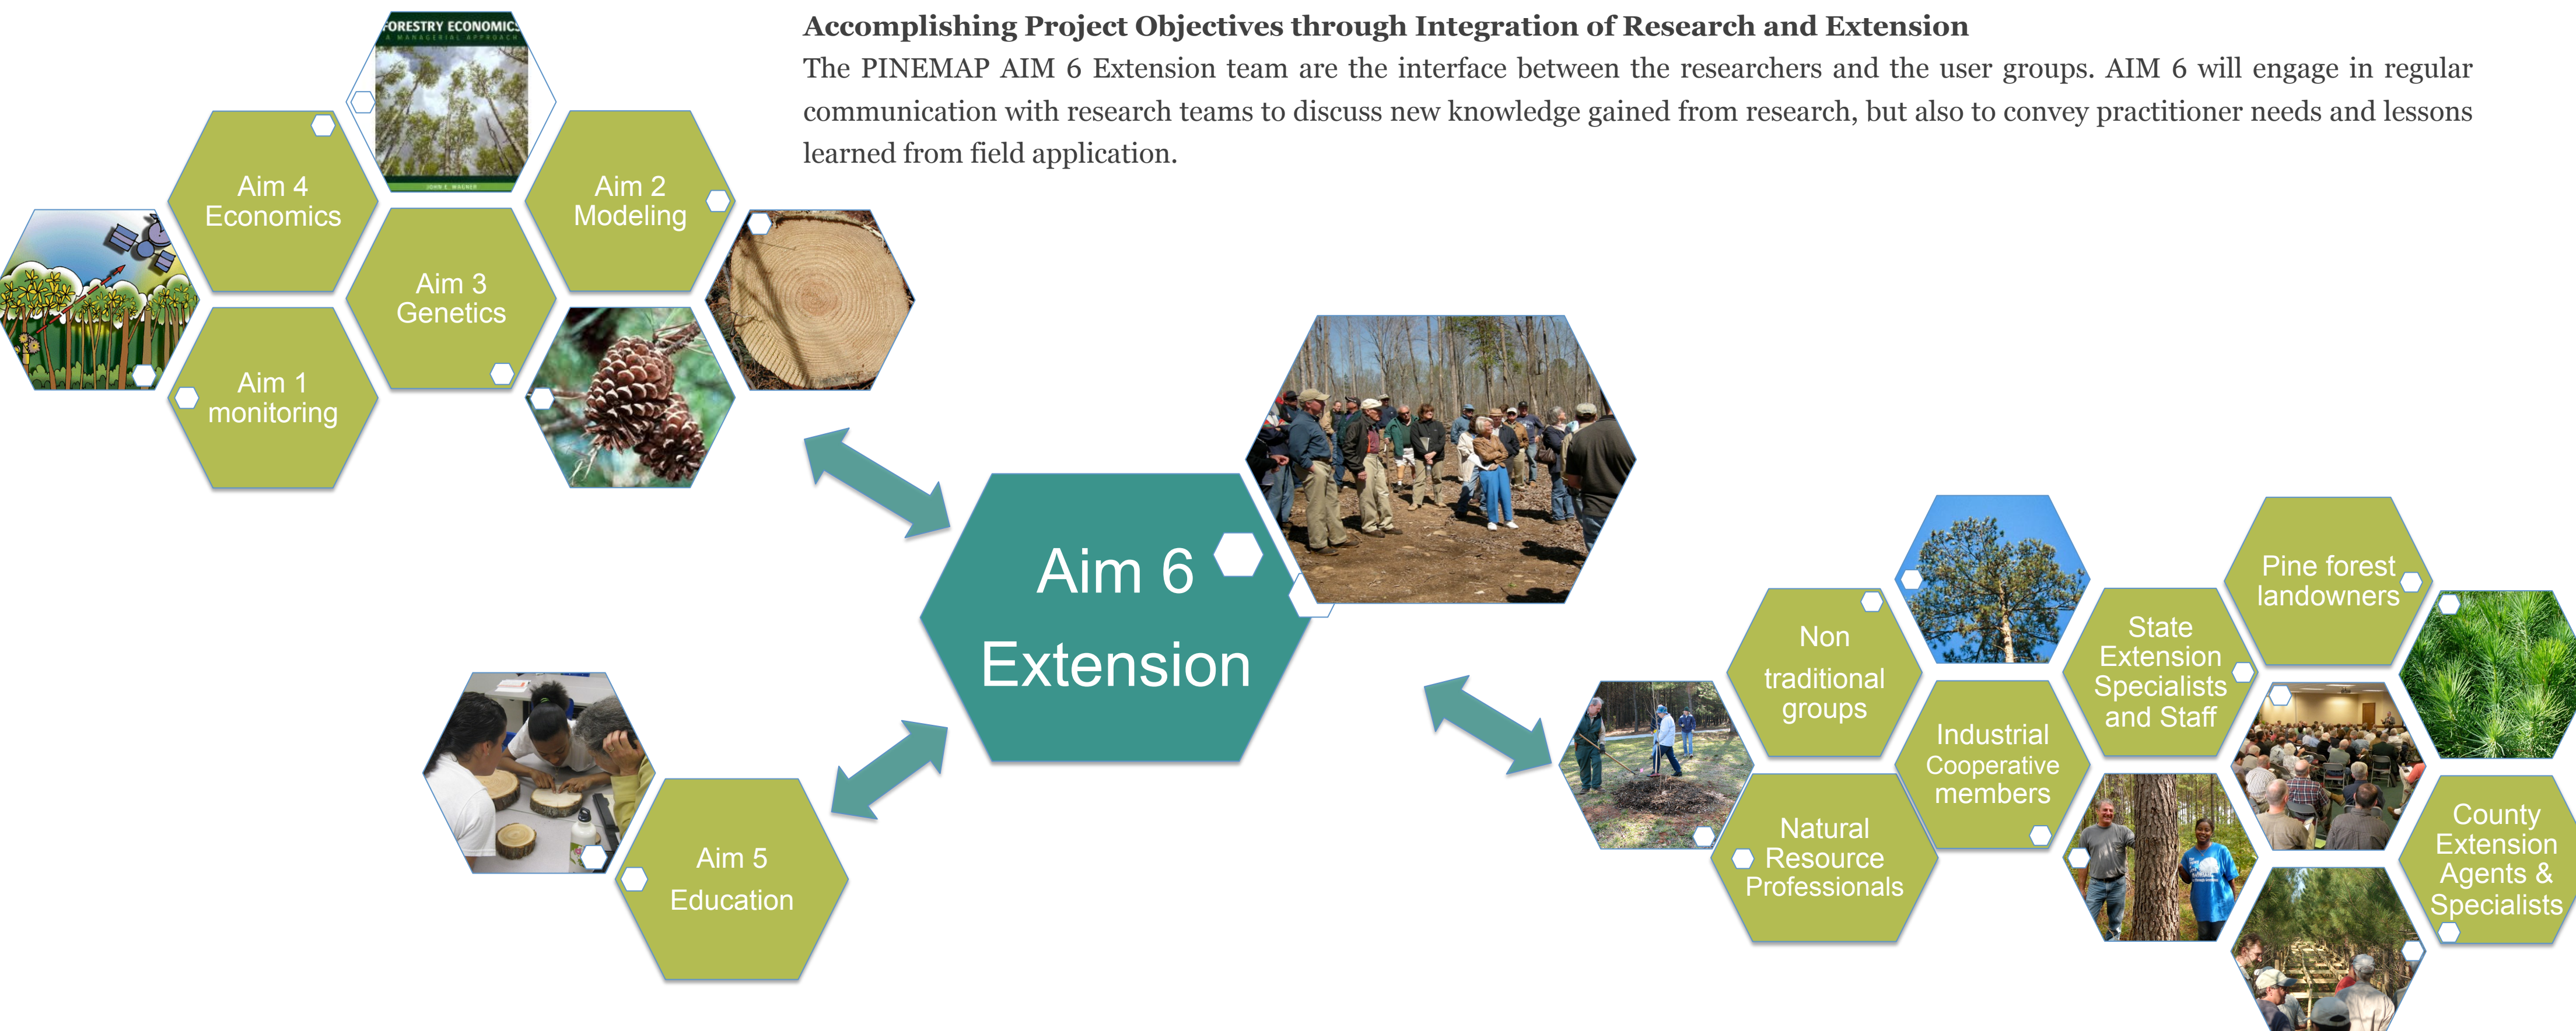 Accomplishing Project Objectives through Integration of Research and Extension
The PINEMAP AIM 6 Extension team are the interface between the researchers and the user groups. AIM 6 will engage in regular
communication with research teams to discuss new knowledge gained from research, but also to convey practitioner needs and lessons
learned from field application.
FORESTRY ECONOMICS
A MANAGERIAL APPROACH
JOHN E. WAGNER
Aim 4
Economics
Aim 2
Modeling
Aim 3
Genetics
Aim 1
monitoring
Aim 6
Extension
Aim 5
Education
Non
traditional
groups
State
Extension
Specialists
and Staff
Pine forest
landowners
Industrial
Cooperative
members
Natural
Resource
Professionals
County
Extension
Agents &
Specialists